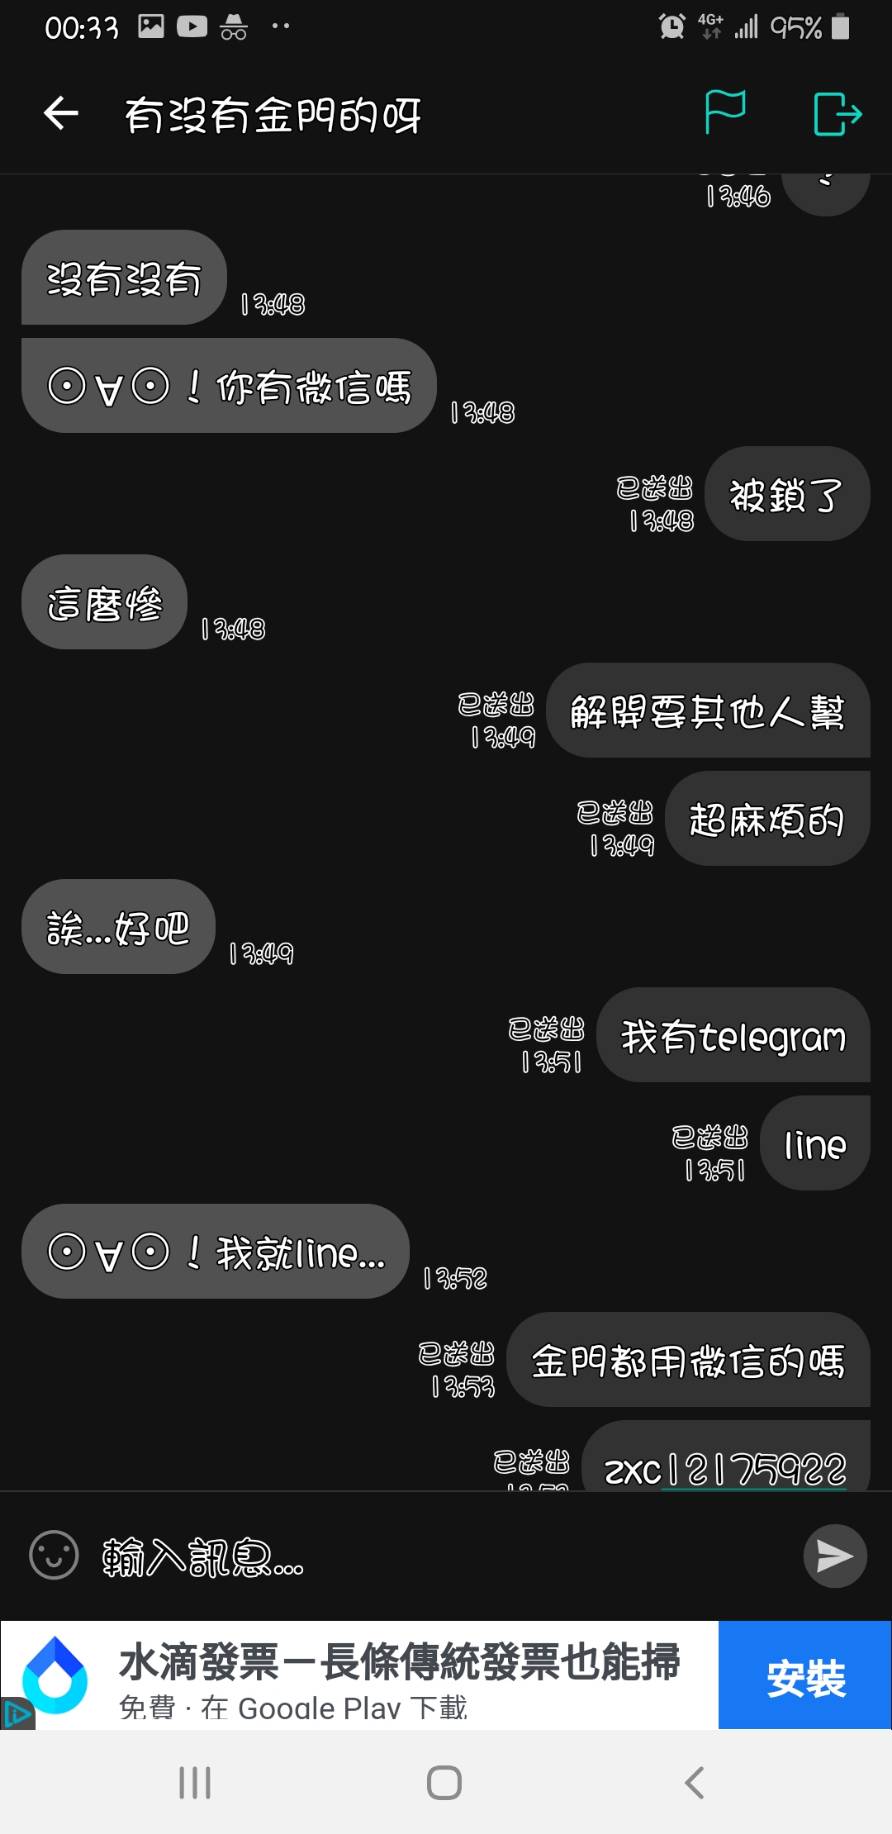 00:33
4G+
95%
有沒有金門的呀
13:46
沒有沒有
13:48
⊙∀⊙！你有微信嗎
13:48
已送出
13:48
被鎖了
這麼慘
13:48
已送出
13:49
解開要其他人幫
已送出
13:49
超麻煩的
誒...好吧
13:49
已送出
13:51
我有telegram
已送出
13:51
line
⊙∀⊙！我就line...
13:52
已送出
13:53
金門都用微信的嗎
已送出
zxc12175922
輸入訊息...
水滴發票－長條傳統發票也能掃
免費 · 在 Google Play 下載
安裝